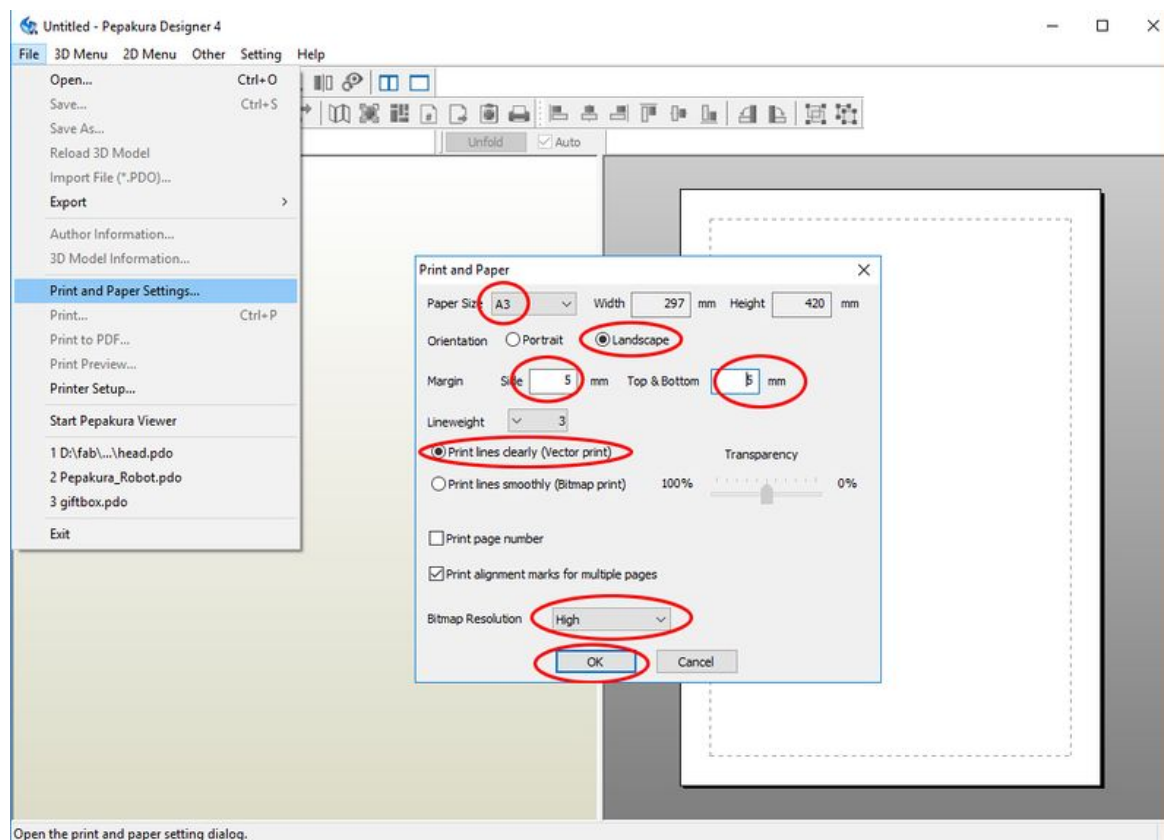 Untitled - Pepakura Designer 4
File 3D Menu 2D Menu Other Setting Help
Open... Ctrl+O
Save... Ctrl+S
Save As...
Reload 3D Model
Import File (*.PDO)...
Export
Author Information...
3D Model Information...
Print and Paper Settings...
Print... Ctrl+P
Print to PDF...
Print Preview...
Printer Setup...
Start Pepakura Viewer
1 D:\fab\...\head.pdo
2 Pepakura_Robot.pdo
3 giftbox.pdo
Exit
Unfold Auto
Print and Paper
Paper Size A3 Width 297 mm Height 420 mm
Orientation Portrait Landscape
Margin Side 5 mm Top & Bottom 5 mm
Lineweight 3
Print lines clearly (Vector print) Transparency
Print lines smoothly (Bitmap print) 100% 0%
Print page number
Print alignment marks for multiple pages
Bitmap Resolution High
OK Cancel
Open the print and paper setting dialog.